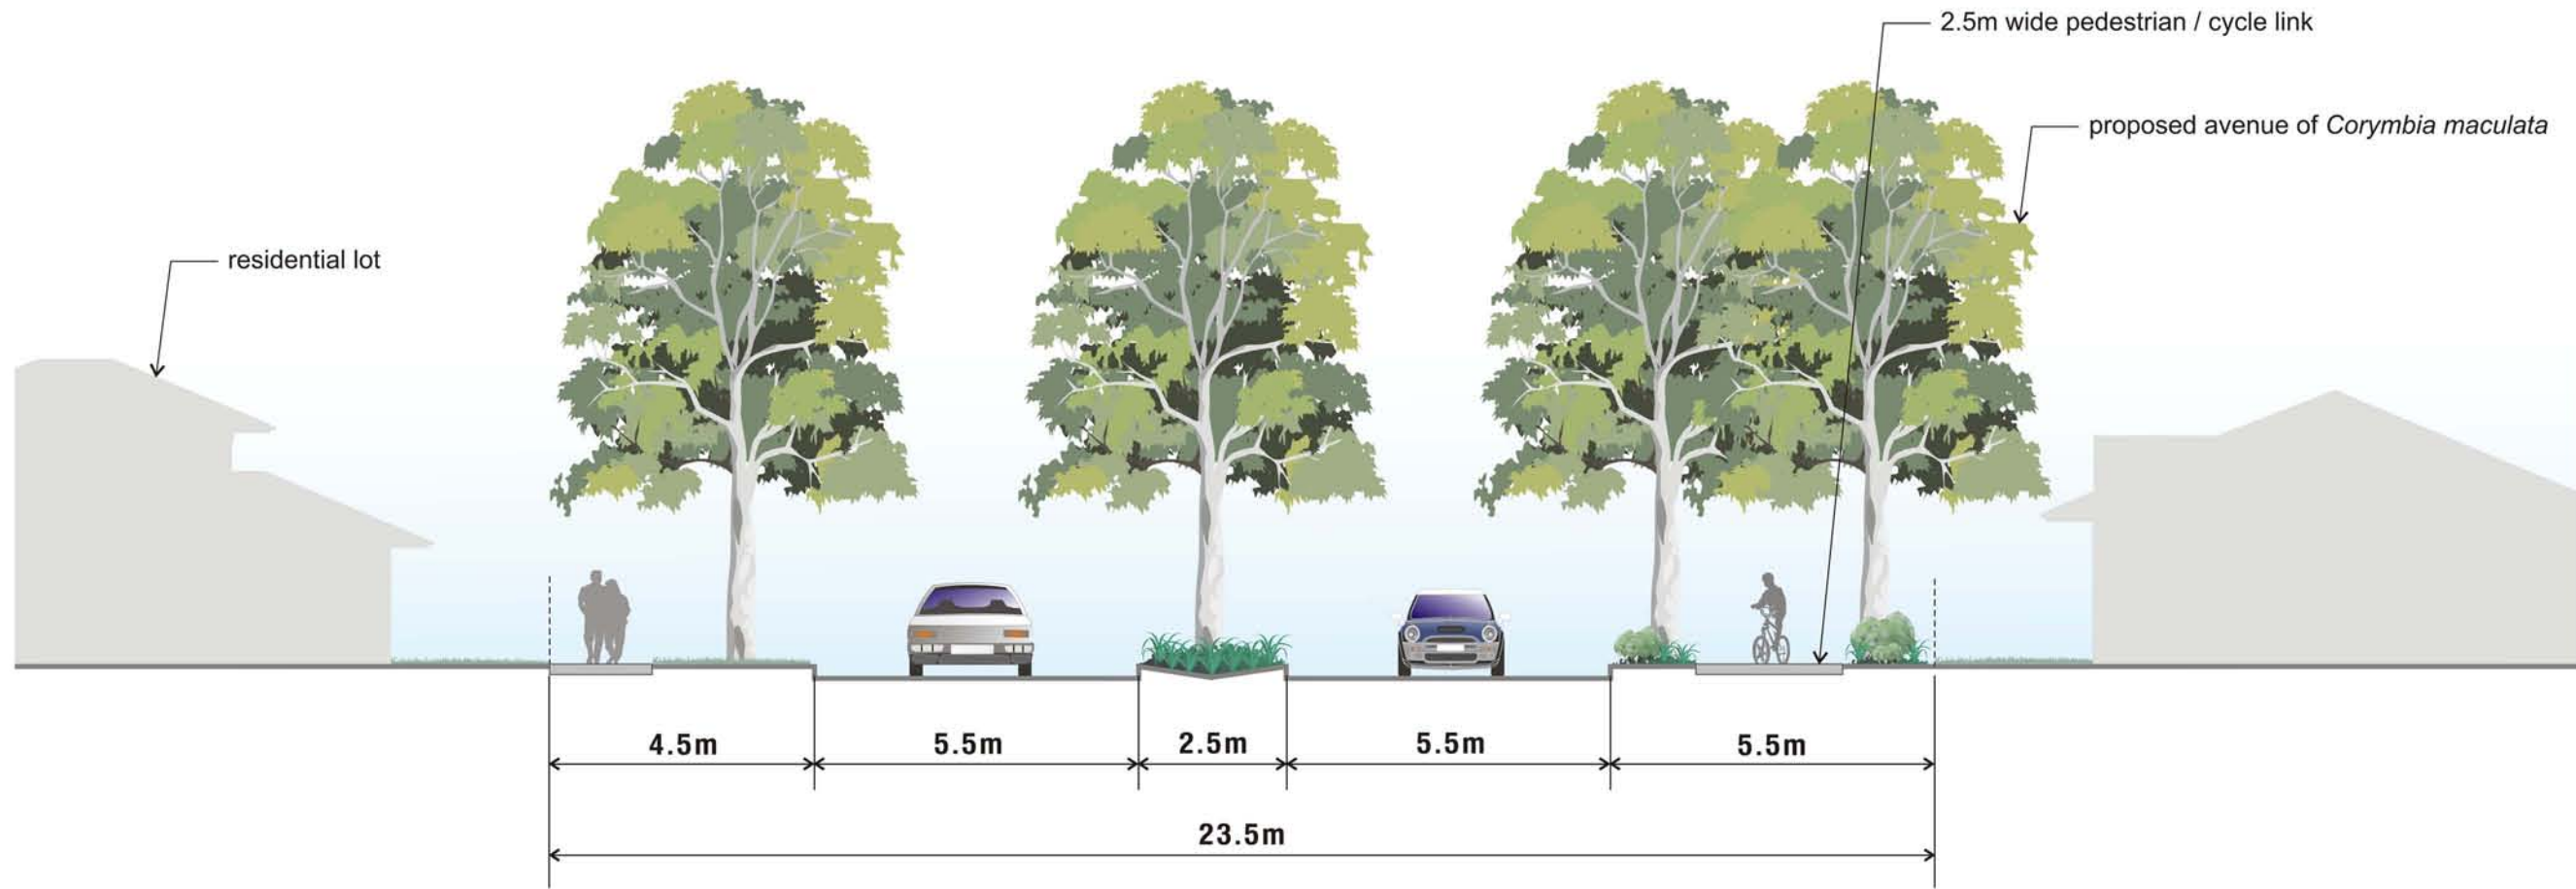 2.5m wide pedestrian / cycle link
proposed avenue of Corymbia maculata
residential lot
4.5m
5.5m
2.5m
5.5m
5.5m
23.5m